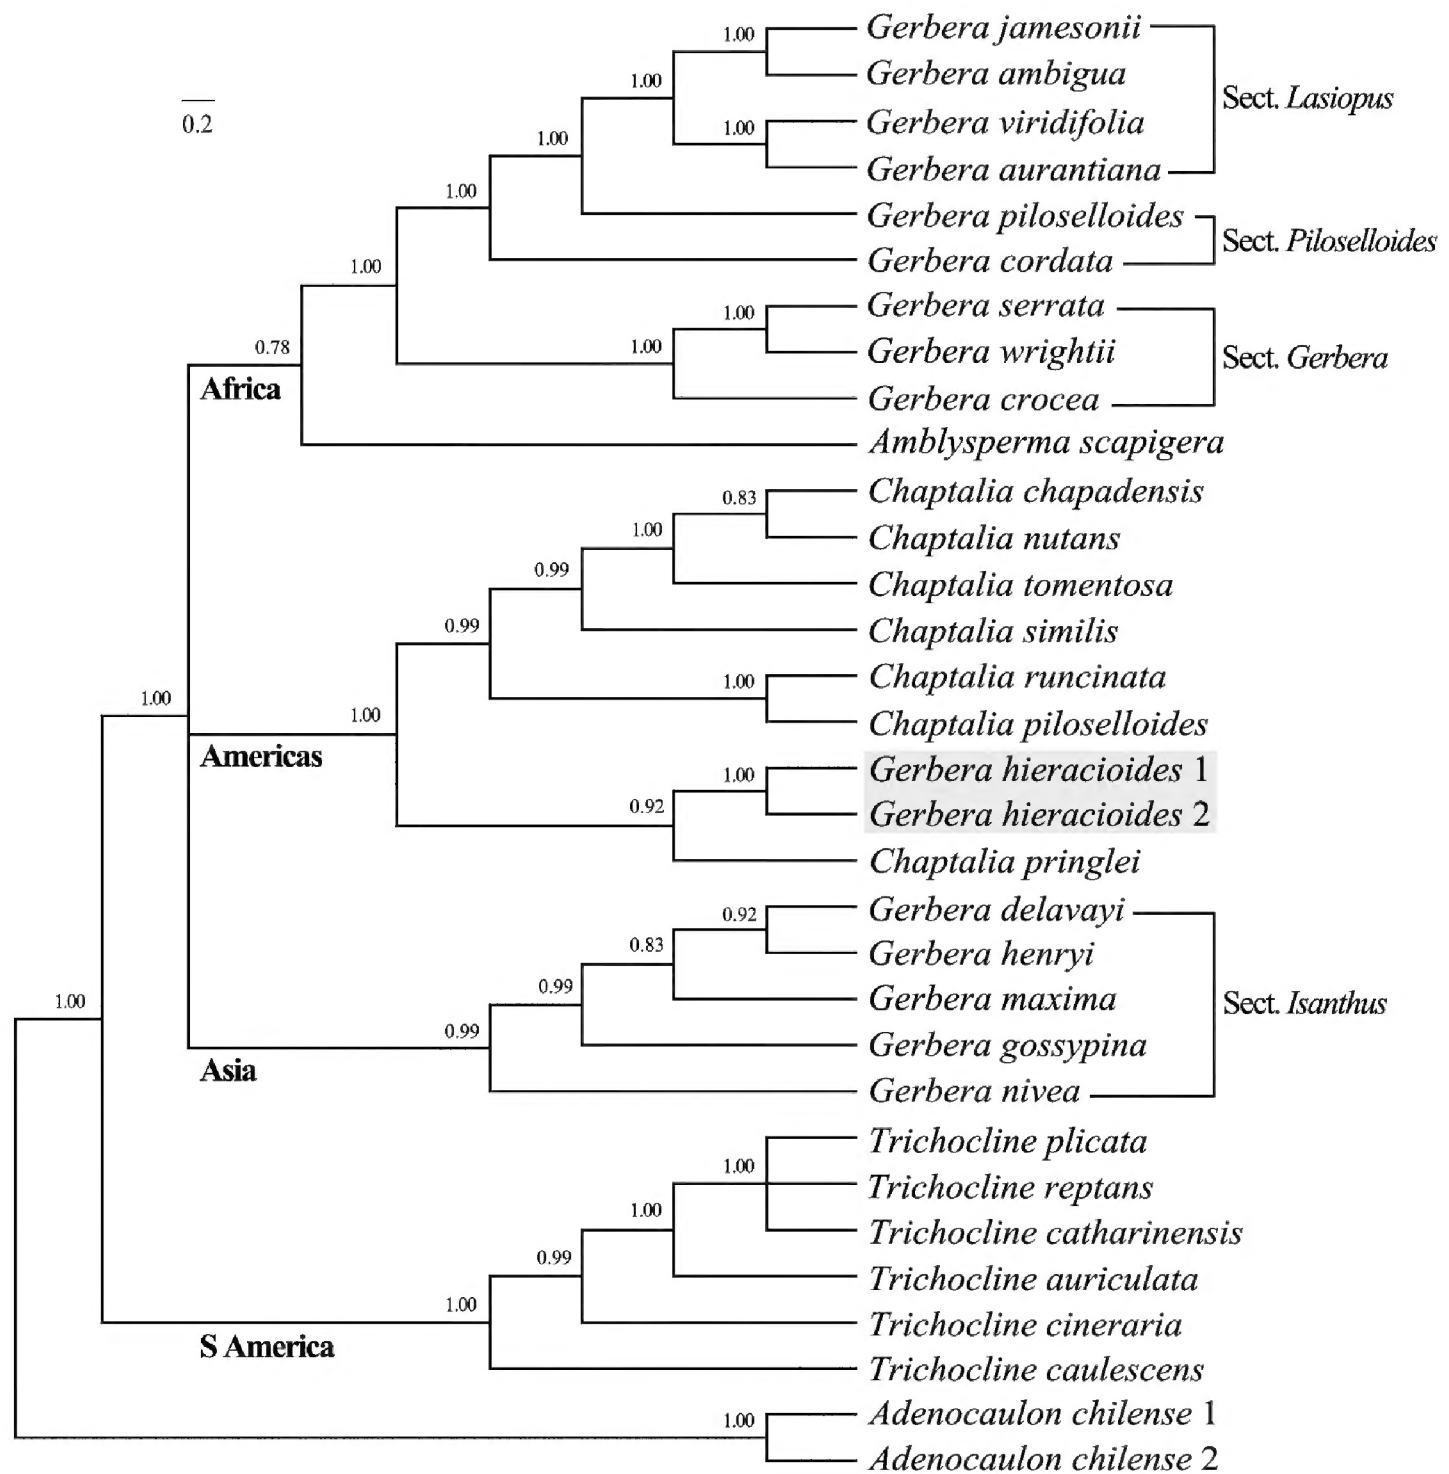 1.00
Gerbera jamesonii
1.00
Gerbera ambigua
Sect. Lasiopus
0.2
1.00
Gerbera viridifolia
1.00
Gerbera aurantiana
1.00
Gerbera piloselloides
Sect. Piloselloides
1.00
Gerbera cordata
1.00
Gerbera serrata
1.00
Gerbera wrightii
Sect. Gerbera
0.78
Africa
Gerbera crocea
Amblysperma scapigera
0.83
Chaptalia chapadensis
1.00
Chaptalia nutans
0.99
Chaptalia tomentosa
0.99
Chaptalia similis
1.00
Chaptalia runcinata
1.00
1.00
Chaptalia piloselloides
Americas
1.00
Gerbera hieracioides 1
0.92
Gerbera hieracioides 2
Chaptalia pringlei
0.92
Gerbera delavayi
0.83
Gerbera henryi
0.99
Gerbera maxima
Sect. Isanthus
1.00
0.99
Gerbera gossypina
Asia
Gerbera nivea
Trichocline plicata
1.00
Trichocline reptans
1.00
Trichocline catharinensis
0.99
Trichocline auriculata
1.00
Trichocline cineraria
S America
Trichocline caulescens
1.00
Adenocaulon chilense 1
Adenocaulon chilense 2